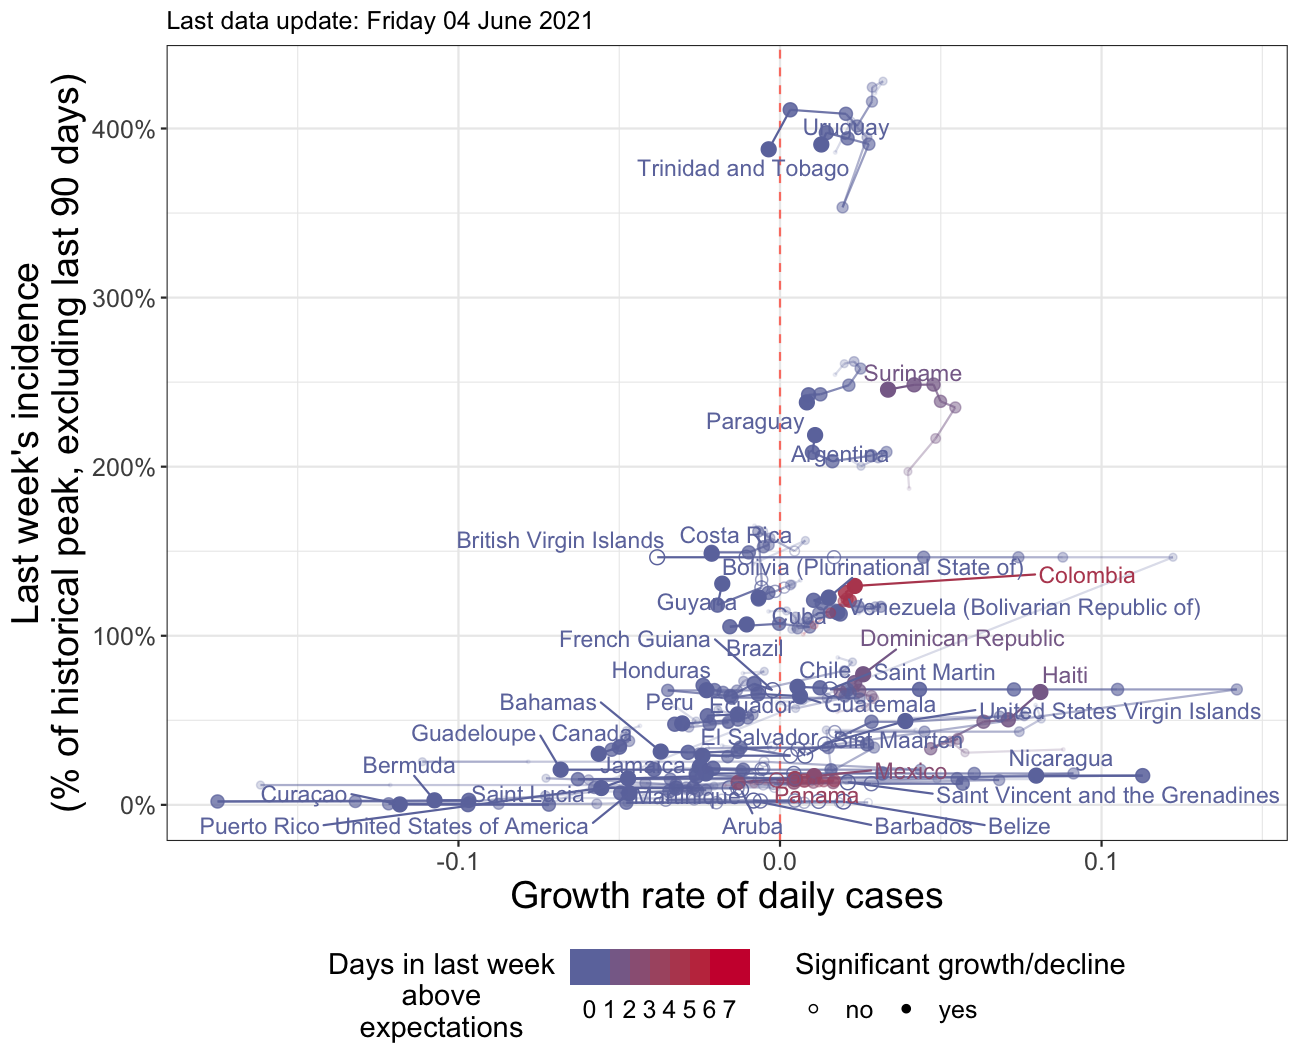 Last data update: Friday 04 June 2021
Last week's incidence
(% of historical peak, excluding last 90 days)
400%
300%
200%
100%
0%
Uruguay
Trinidad and Tobago
Suriname
Paraguay
Argentina
British Virgin Islands
Costa Rica
Bolivia (Plurinational State of)
Colombia
Guyana
Venezuela (Bolivarian Republic of)
Cuba
French Guiana
Brazil
Dominican Republic
Honduras
Chile
Saint Martin
Haiti
Bahamas
Peru
Ecuador
Guatemala
United States Virgin Islands
Guadeloupe
Canada
El Salvador
Sint Maarten
Bermuda
Jamaica
Mexico
Nicaragua
Curaçao
Saint Lucia
Martinique
Panama
Saint Vincent and the Grenadines
Puerto Rico
United States of America
Aruba
Barbados
Belize
-0.1
0.0
0.1
Growth rate of daily cases
Days in last week
above
expectations
0 1 2 3 4 5 6 7
Significant growth/decline
no
yes